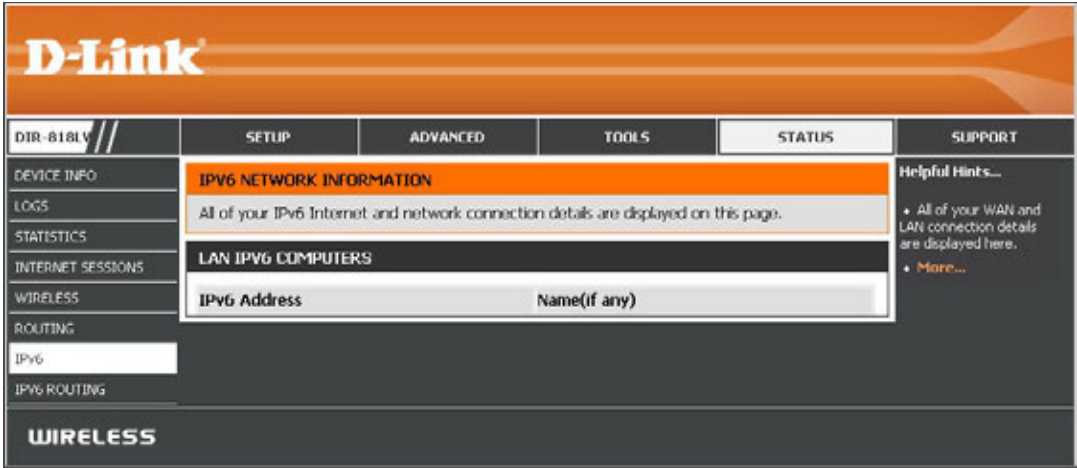 D-Link
DIR-818LW
SETUP
ADVANCED
TOOLS
STATUS
SUPPORT
DEVICE INFO
LOGS
STATISTICS
INTERNET SESSIONS
WIRELESS
ROUTING
IPv6
IPV6 ROUTING
IPV6 NETWORK INFORMATION
All of your IPv6 Internet and network connection details are displayed on this page.
LAN IPV6 COMPUTERS
IPv6 Address Name(if any)
Helpful Hints...
• All of your WAN and
LAN connection details
are displayed here.
• More...
WIRELESS